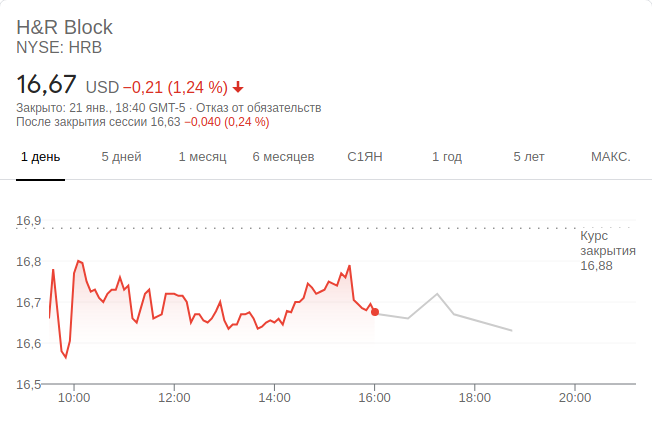 H&R Block
NYSE: HRB
16,67 USD −0,21 (1,24 %)
Закрыто: 21 янв., 18:40 GMT-5 · Отказ от обязательств
После закрытия сессии 16,63 −0,040 (0,24 %)
1 день 5 дней 1 месяц 6 месяцев С1ЯН 1 год 5 лет МАКС.
16,9
Курс
закрытия
16,8
16,88
16,7
16,6
16,5
10:00 12:00 14:00 16:00 18:00 20:00